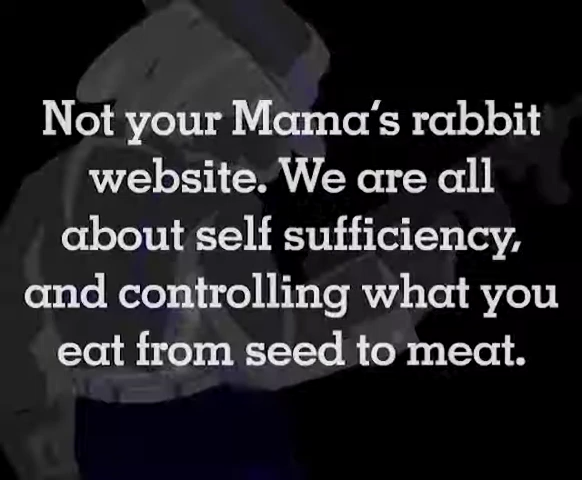 Not your Mama's rabbit
website. We are all
about self sufficiency,
and controlling what you
eat from seed to meat.